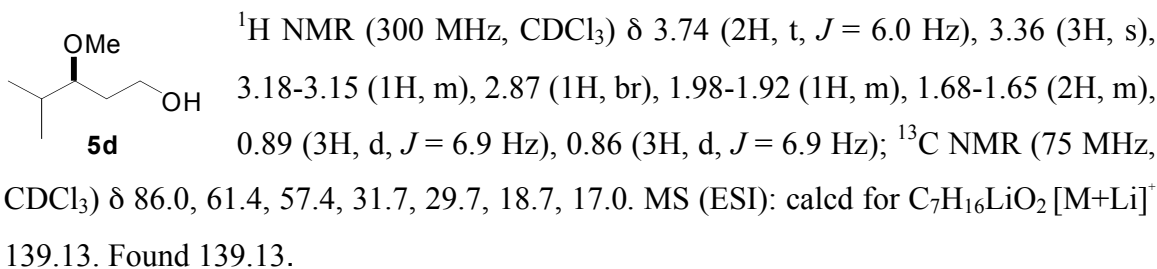 OMe
OH
5d
¹H NMR (300 MHz, CDCl₃) δ 3.74 (2H, t, J = 6.0 Hz), 3.36 (3H, s),
3.18-3.15 (1H, m), 2.87 (1H, br), 1.98-1.92 (1H, m), 1.68-1.65 (2H, m),
0.89 (3H, d, J = 6.9 Hz), 0.86 (3H, d, J = 6.9 Hz); ¹³C NMR (75 MHz,
CDCl₃) δ 86.0, 61.4, 57.4, 31.7, 29.7, 18.7, 17.0. MS (ESI): calcd for C₇H₁₆LiO₂ [M+Li]⁺
139.13. Found 139.13.